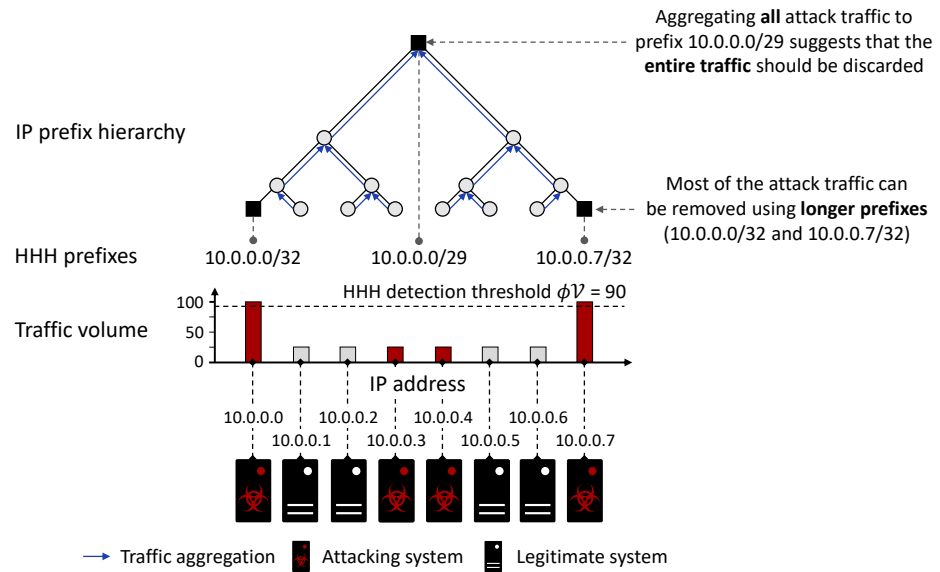 Aggregating all attack traffic to
prefix 10.0.0.0/29 suggests that the
entire traffic should be discarded
IP prefix hierarchy
Most of the attack traffic can
be removed using longer prefixes
(10.0.0.0/32 and 10.0.0.7/32)
HHH prefixes
10.0.0.0/32
10.0.0.0/29
10.0.0.7/32
HHH detection threshold ϕ𝒱 = 90
Traffic volume
100
50
0
IP address
10.0.0.0
10.0.0.2
10.0.0.4
10.0.0.6
10.0.0.1
10.0.0.3
10.0.0.5
10.0.0.7
Traffic aggregation
Attacking system
Legitimate system